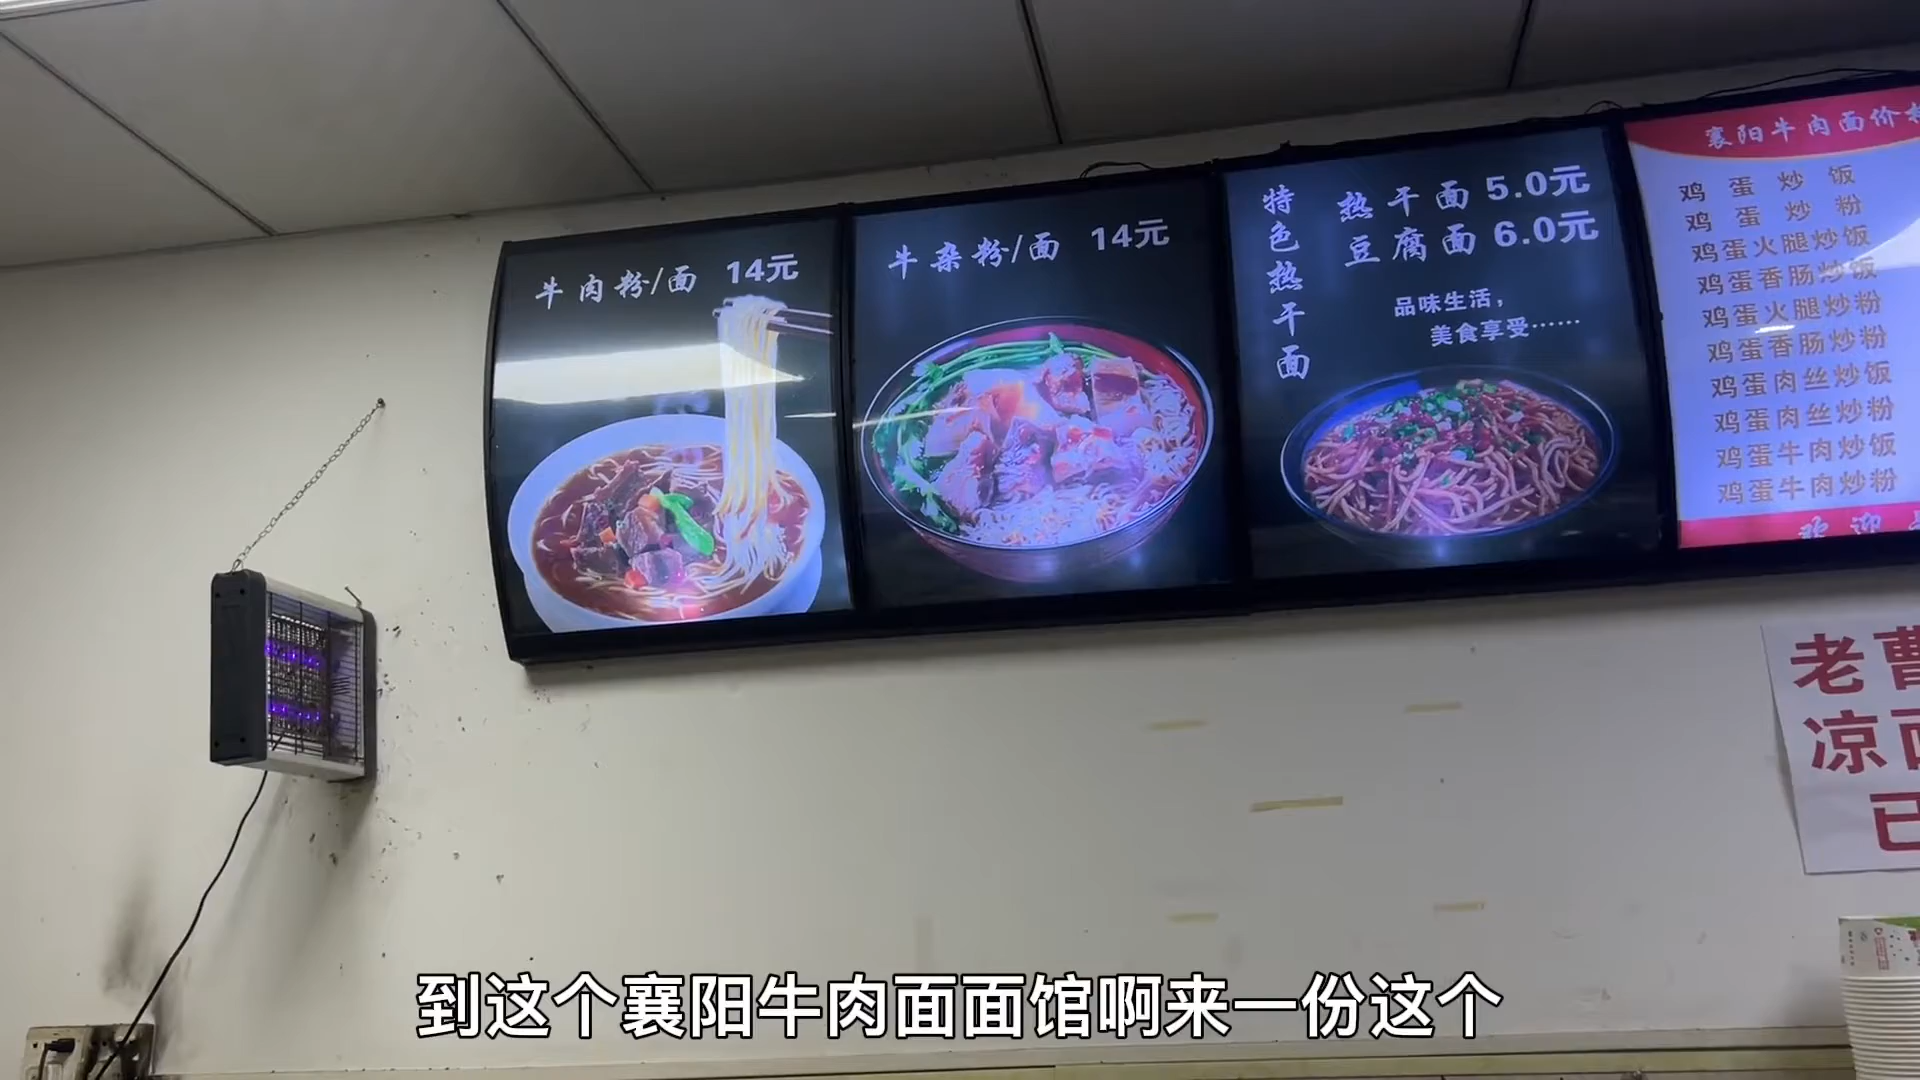 牛肉粉/面 14元
牛杂粉/面 14元
特色热干面
热干面 5.0元
豆腐面 6.0元
品味生活，
美食享受……
襄阳牛肉面价
鸡蛋炒饭
鸡蛋炒粉
鸡蛋火腿炒饭
鸡蛋香肠炒饭
鸡蛋火腿炒粉
鸡蛋香肠炒粉
鸡蛋肉丝炒饭
鸡蛋肉丝炒粉
鸡蛋牛肉炒饭
鸡蛋牛肉炒粉
欢迎
老曹
凉面
已
到这个襄阳牛肉面面馆啊来一份这个